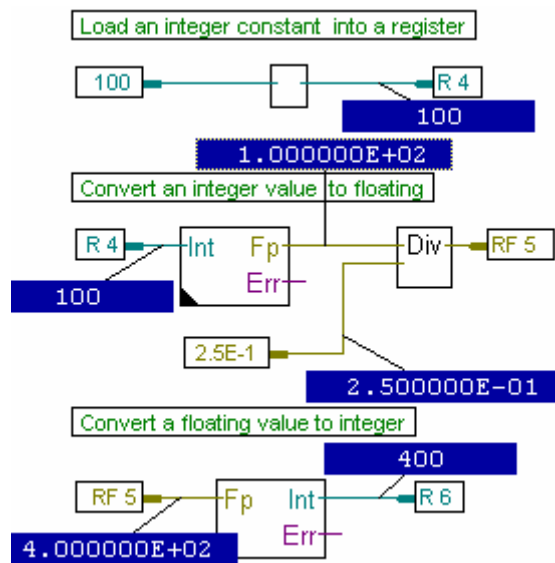 Load an integer constant into a register
100
R 4
100
1.000000E+02
Convert an integer value to floating
R 4
Int Fp
Err
Div
RF 5
100
2.5E-1
2.500000E-01
Convert a floating value to integer
400
RF 5
Fp Int
Err
R 6
4.000000E+02